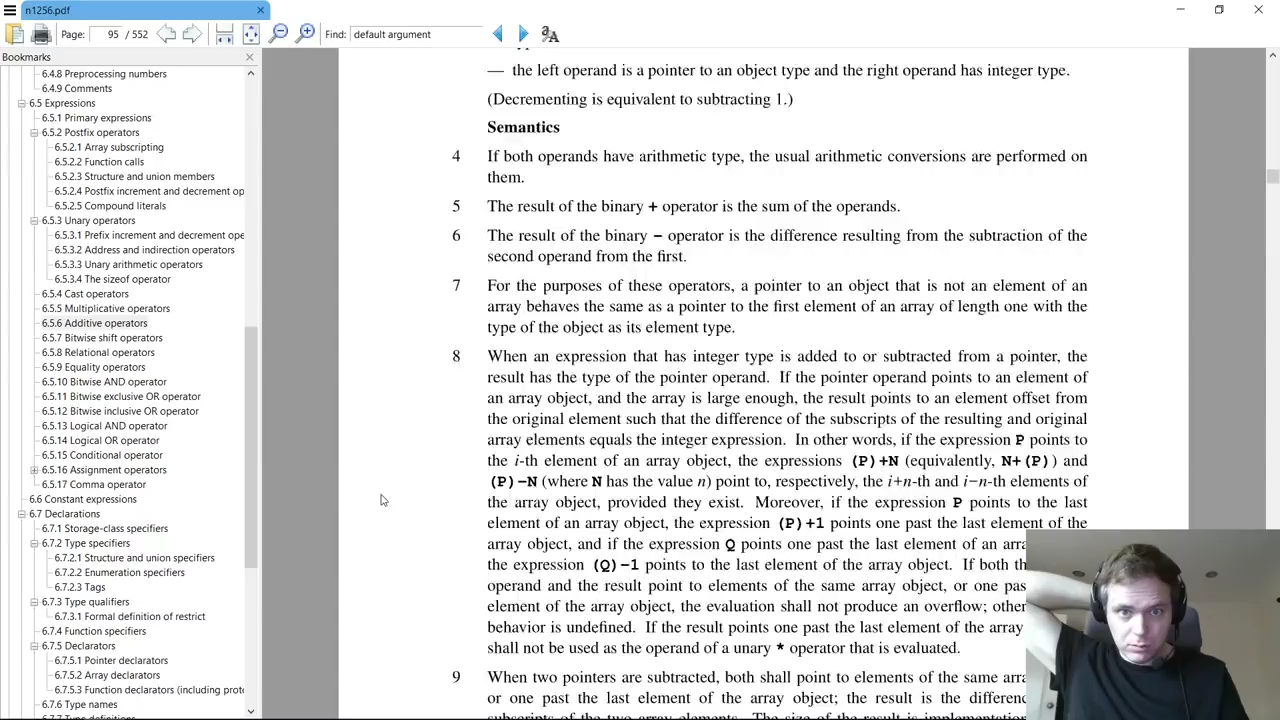 n1256.pdf
Page: 95 / 552 Find: default argument
Bookmarks
6.4.8 Preprocessing numbers
6.4.9 Comments
6.5 Expressions
6.5.1 Primary expressions
6.5.2 Postfix operators
6.5.2.1 Array subscripting
6.5.2.2 Function calls
6.5.2.3 Structure and union members
6.5.2.4 Postfix increment and decrement op
6.5.2.5 Compound literals
6.5.3 Unary operators
6.5.3.1 Prefix increment and decrement ope
6.5.3.2 Address and indirection operators
6.5.3.3 Unary arithmetic operators
6.5.3.4 The sizeof operator
6.5.4 Cast operators
6.5.5 Multiplicative operators
6.5.6 Additive operators
6.5.7 Bitwise shift operators
6.5.8 Relational operators
6.5.9 Equality operators
6.5.10 Bitwise AND operator
6.5.11 Bitwise exclusive OR operator
6.5.12 Bitwise inclusive OR operator
6.5.13 Logical AND operator
6.5.14 Logical OR operator
6.5.15 Conditional operator
6.5.16 Assignment operators
6.5.17 Comma operator
6.6 Constant expressions
6.7 Declarations
6.7.1 Storage-class specifiers
6.7.2 Type specifiers
6.7.2.1 Structure and union specifiers
6.7.2.2 Enumeration specifiers
6.7.2.3 Tags
6.7.3 Type qualifiers
6.7.3.1 Formal definition of restrict
6.7.4 Function specifiers
6.7.5 Declarators
6.7.5.1 Pointer declarators
6.7.5.2 Array declarators
6.7.5.3 Function declarators (including prot
6.7.6 Type names
— the left operand is a pointer to an object type and the right operand has integer type.
(Decrementing is equivalent to subtracting 1.)
Semantics
4 If both operands have arithmetic type, the usual arithmetic conversions are performed on
them.
5 The result of the binary + operator is the sum of the operands.
6 The result of the binary − operator is the difference resulting from the subtraction of the
second operand from the first.
7 For the purposes of these operators, a pointer to an object that is not an element of an
array behaves the same as a pointer to the first element of an array of length one with the
type of the object as its element type.
8 When an expression that has integer type is added to or subtracted from a pointer, the
result has the type of the pointer operand. If the pointer operand points to an element of
an array object, and the array is large enough, the result points to an element offset from
the original element such that the difference of the subscripts of the resulting and original
array elements equals the integer expression. In other words, if the expression P points to
the i-th element of an array object, the expressions (P)+N (equivalently, N+(P)) and
(P)−N (where N has the value n) point to, respectively, the i+n-th and i−n-th elements of
the array object, provided they exist. Moreover, if the expression P points to the last
element of an array object, the expression (P)+1 points one past the last element of the
array object, and if the expression Q points one past the last element of an
the expression (Q)−1 points to the last element of the array object. If both
operand and the result point to elements of the same array object, or one
element of the array object, the evaluation shall not produce an overflow;
behavior is undefined. If the result points one past the last element of the array
shall not be used as the operand of a unary * operator that is evaluated.
9 When two pointers are subtracted, both shall point to elements of the same
or one past the last element of the array object; the result is the